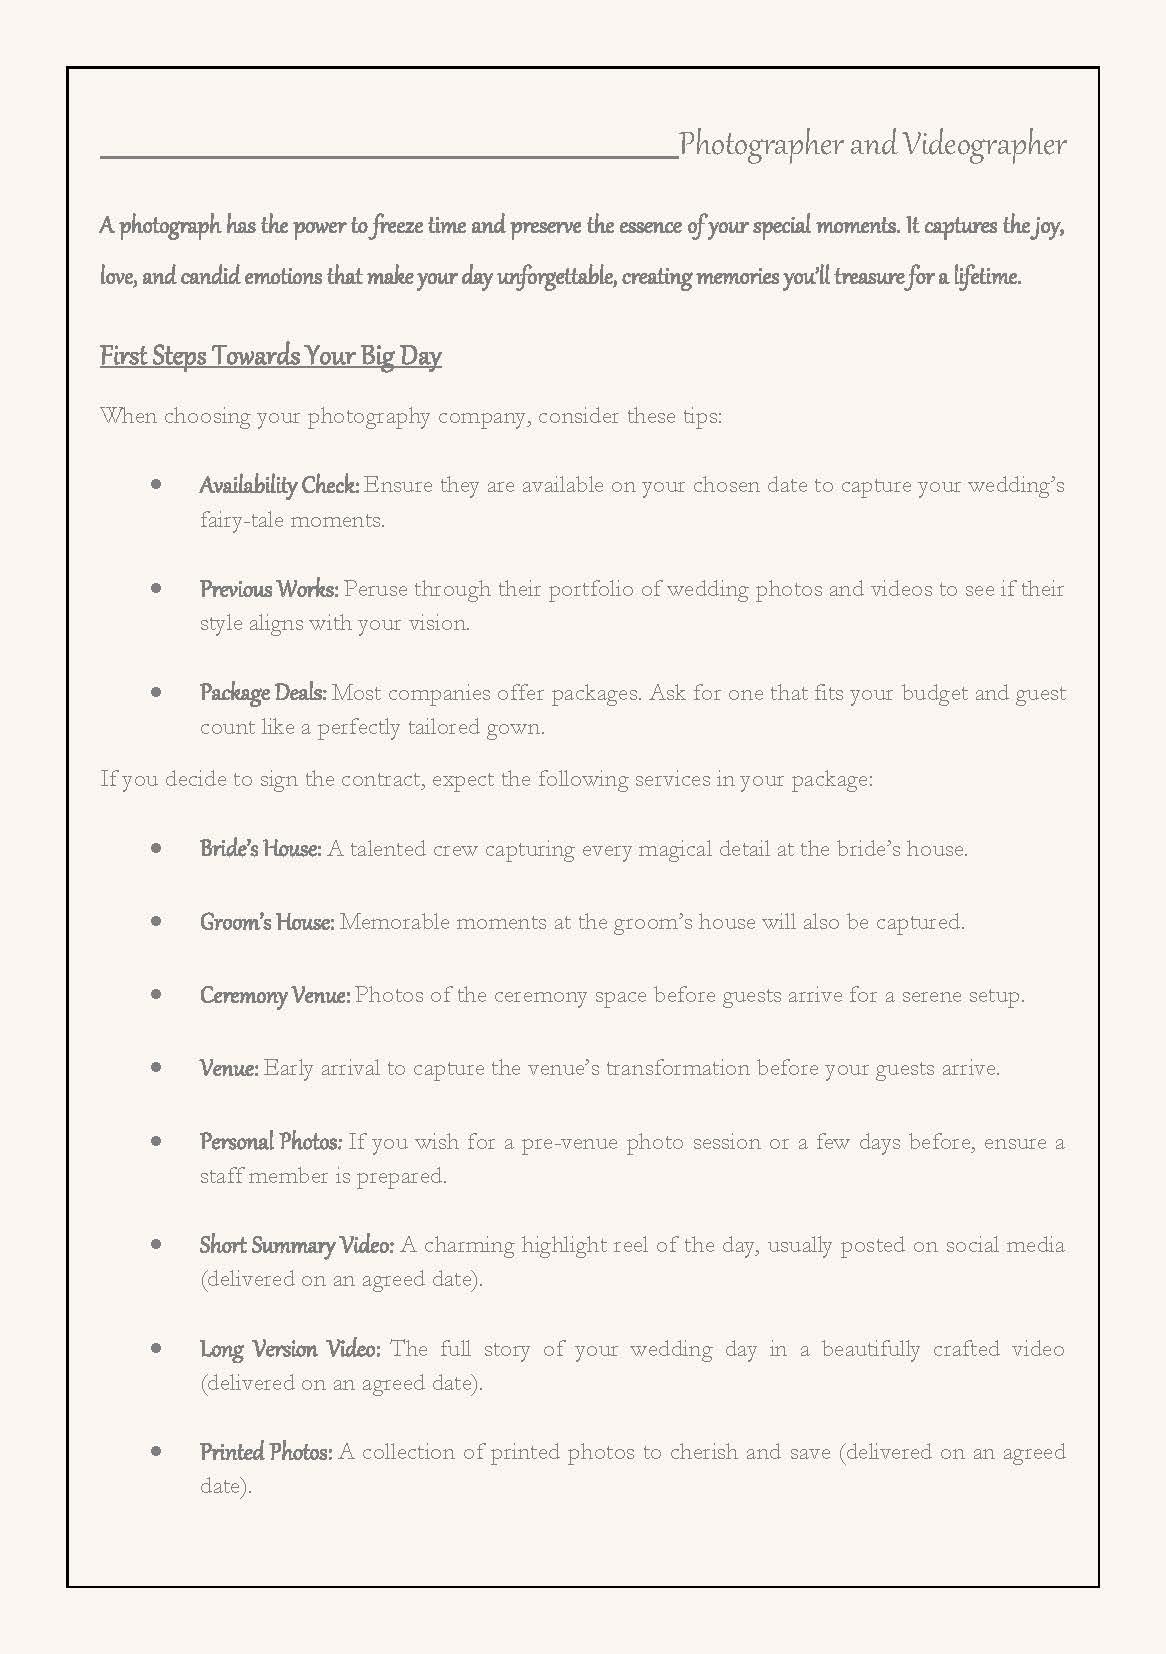 Photographer and Videographer
A photograph has the power to freeze time and preserve the essence of your special moments. It captures the joy,
love, and candid emotions that make your day unforgettable, creating memories you’ll treasure for a lifetime.
First Steps Towards Your Big Day
When choosing your photography company, consider these tips:
• Availability Check: Ensure they are available on your chosen date to capture your wedding’s
fairy-tale moments.
• Previous Works: Peruse through their portfolio of wedding photos and videos to see if their
style aligns with your vision.
• Package Deals: Most companies offer packages. Ask for one that fits your budget and guest
count like a perfectly tailored gown.
If you decide to sign the contract, expect the following services in your package:
• Bride’s House: A talented crew capturing every magical detail at the bride’s house.
• Groom’s House: Memorable moments at the groom’s house will also be captured.
• Ceremony Venue: Photos of the ceremony space before guests arrive for a serene setup.
• Venue: Early arrival to capture the venue’s transformation before your guests arrive.
• Personal Photos: If you wish for a pre-venue photo session or a few days before, ensure a
staff member is prepared.
• Short Summary Video: A charming highlight reel of the day, usually posted on social media
(delivered on an agreed date).
• Long Version Video: The full story of your wedding day in a beautifully crafted video
(delivered on an agreed date).
• Printed Photos: A collection of printed photos to cherish and save (delivered on an agreed
date).